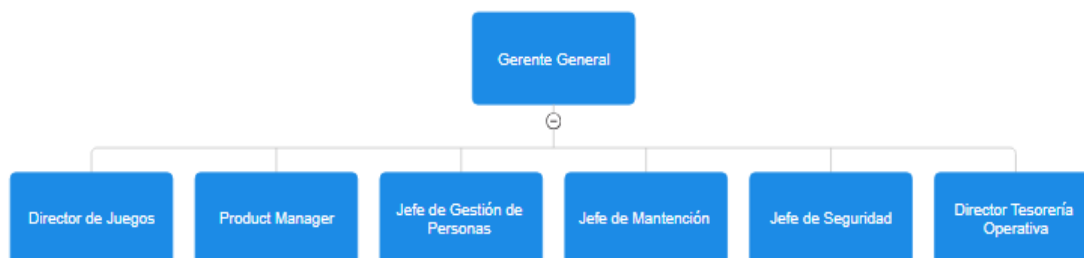 Gerente General
Director de Juegos
Product Manager
Jefe de Gestión de
Personas
Jefe de Mantención
Jefe de Seguridad
Director Tesorería
Operativa